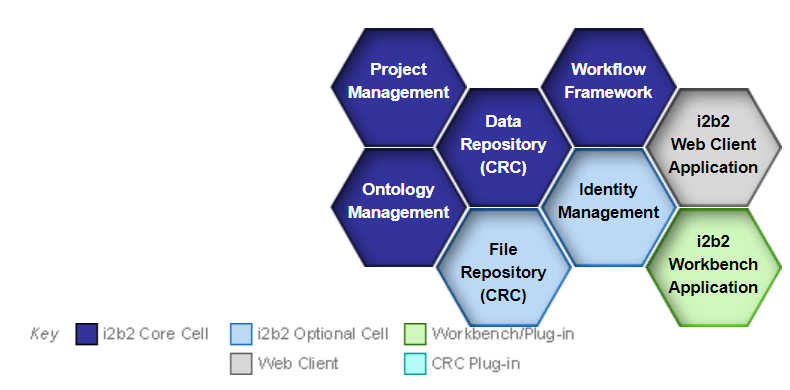 Project
Management
Workflow
Framework
Data
Repository
(CRC)
i2b2
Web Client
Application
Ontology
Management
Identity
Management
File
Repository
(CRC)
i2b2
Workbench
Application
Key
i2b2 Core Cell
i2b2 Optional Cell
Workbench/Plug-in
Web Client
CRC Plug-in